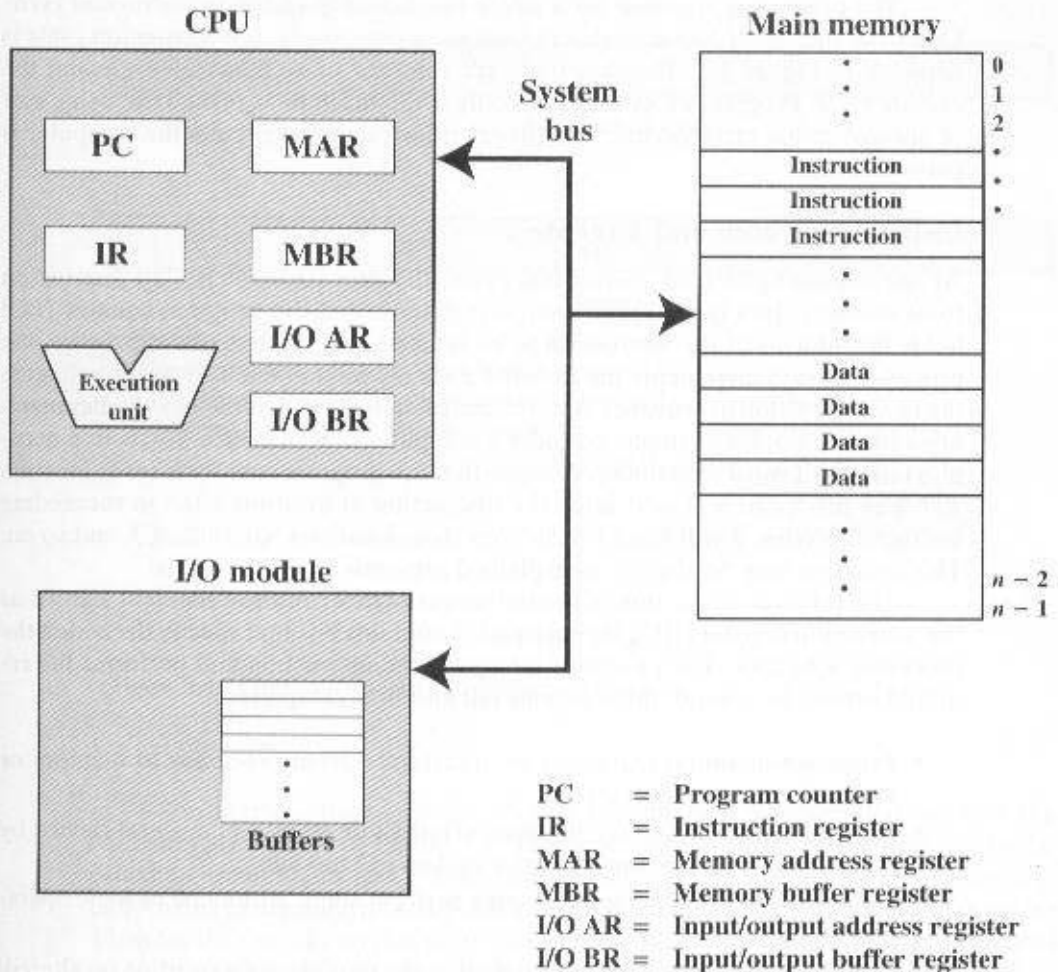 CPU
PC
MAR
IR
MBR
I/O AR
Execution
unit
I/O BR
System
bus
Main memory
0
1
2
Instruction
Instruction
Instruction
Data
Data
Data
Data
n − 2
n − 1
I/O module
Buffers
PC = Program counter
IR = Instruction register
MAR = Memory address register
MBR = Memory buffer register
I/O AR = Input/output address register
I/O BR = Input/output buffer register